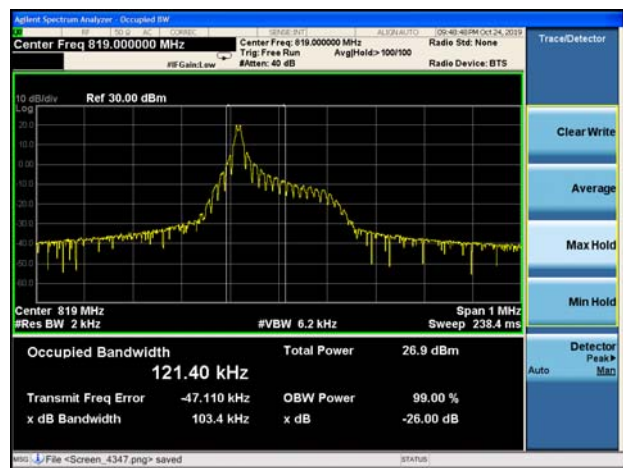 Agilent Spectrum Analyzer - Occupied BW
RF 50 Ω AC CORREC SENSE:INT ALIGN AUTO 09:48:48 PM Oct 24, 2019
Center Freq 819.000000 MHz
Center Freq: 819.000000 MHz
Radio Std: None
Trig: Free Run Avg|Hold:> 100/100
#IFGain:Low #Atten: 40 dB Radio Device: BTS
10 dB/div Ref 30.00 dBm
Log
20.0
10.0
0.00
-10.0
-20.0
-30.0
-40.0
-50.0
-60.0
Center 819 MHz Span 1 MHz
#Res BW 2 kHz #VBW 6.2 kHz Sweep 238.4 ms
Occupied Bandwidth Total Power 26.9 dBm
121.40 kHz
Transmit Freq Error -47.110 kHz OBW Power 99.00 %
x dB Bandwidth 103.4 kHz x dB -26.00 dB
MSG File <Screen_4347.png> saved STATUS
Trace/Detector
Clear Write
Average
Max Hold
Min Hold
Detector
Peak▶
Auto Man